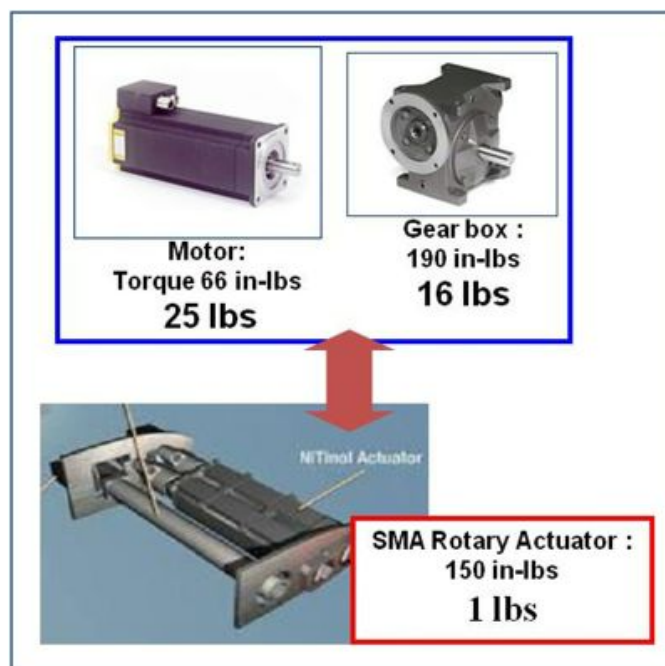 Motor:
Torque 66 in-lbs
25 lbs
Gear box :
190 in-lbs
16 lbs
NiTinol Actuator
SMA Rotary Actuator :
150 in-lbs
1 lbs